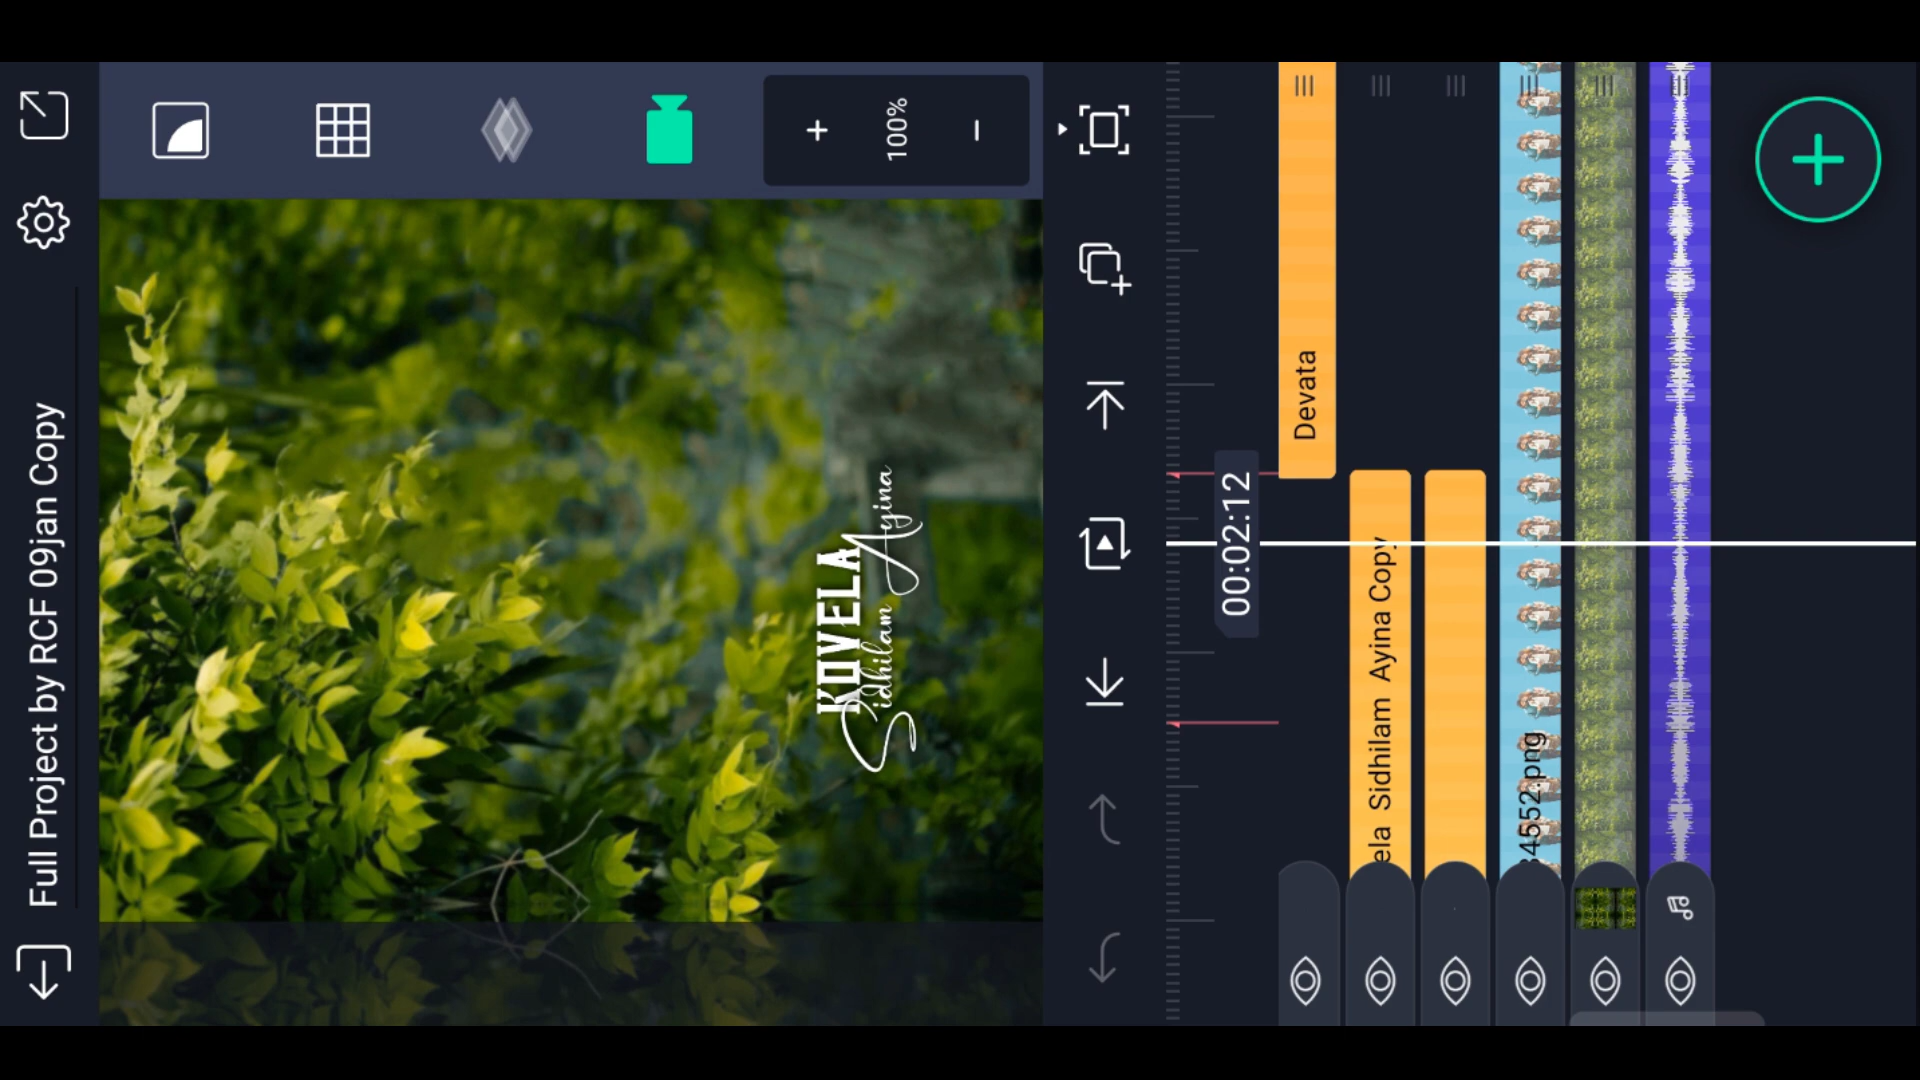 Full Project by RCF 09jan Copy
+
100%
−
KOVELA
Sidhilam Ayina
00:02:12
Devata
ela Sidhilam Ayina Copy
34552.png